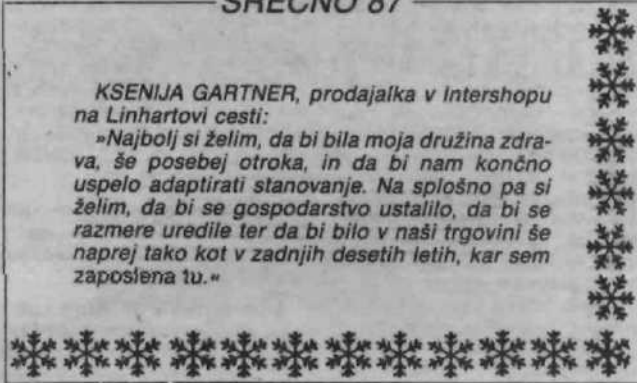 SREČNO 87
KSENIJA GARTNER, prodajalka v Intershopu
na Linhartovi cesti:
»Najbolj si želim, da bi bila moja družina zdra-
va, še posebej otroka, in da bi nam končno
uspelo adaptirati stanovanje. Na splošno pa si
želim, da bi se gospodarstvo ustalilo, da bi se
razmere uredile ter da bi bilo v naši trgovini še
naprej tako kot v zadnjih desetih letih, kar sem
zaposlena tu.«